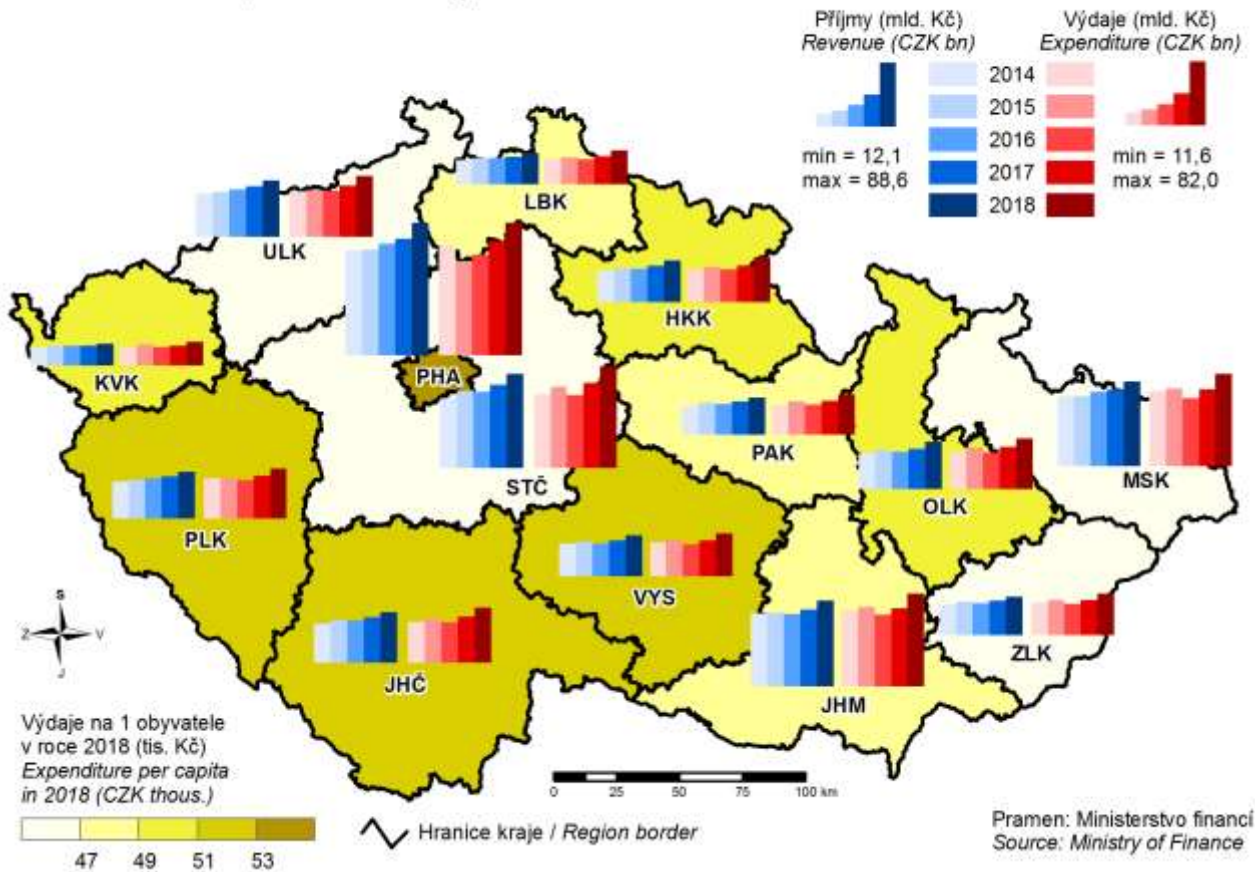 Příjmy (mld. Kč)
Revenue (CZK bn)
Výdaje (mld. Kč)
Expenditure (CZK bn)
2014
2015
2016
2017
2018
min = 12,1
max = 88,6
min = 11,6
max = 82,0
LBK
ULK
HKK
KVK
PHA
PAK
MSK
STČ
OLK
PLK
VYS
ZLK
JHČ
JHM
S
Z
V
J
Výdaje na 1 obyvatele
v roce 2018 (tis. Kč)
Expenditure per capita
in 2018 (CZK thous.)
47 49 51 53
0 25 50 75 100 km
Hranice kraje / Region border
Pramen: Ministerstvo financí
Source: Ministry of Finance